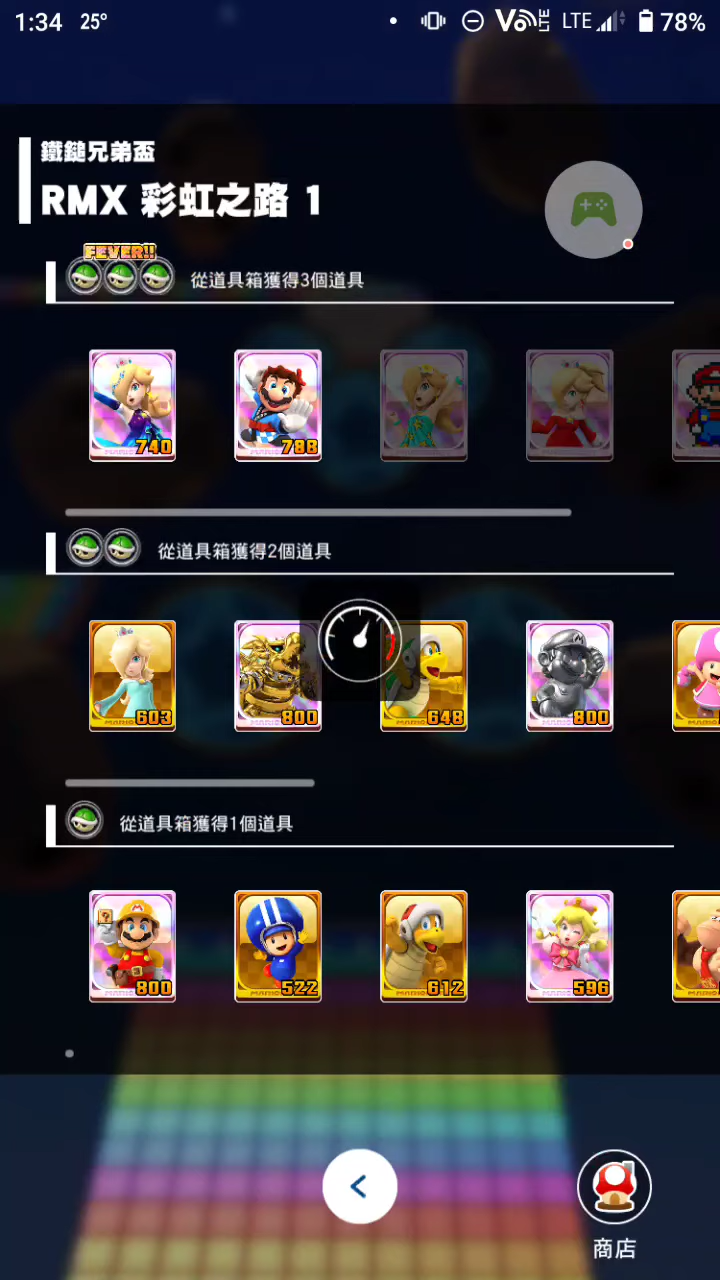 1:34 25° VoLTE LTE 78%
鐵鎚兄弟盃
RMX 彩虹之路 1
FEVER!!
從道具箱獲得3個道具
740 788
從道具箱獲得2個道具
603 800 648 800
從道具箱獲得1個道具
800 522 612 596
商店